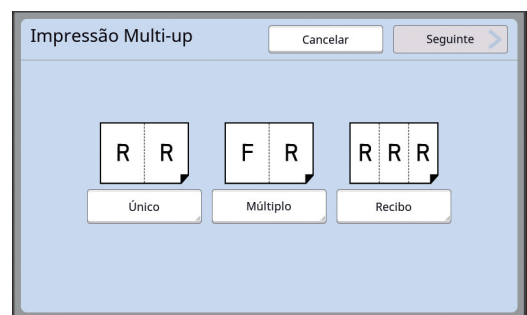 Impressão Multi-up
Cancelar
Seguinte
R R
F R
R R R
Único
Múltiplo
Recibo